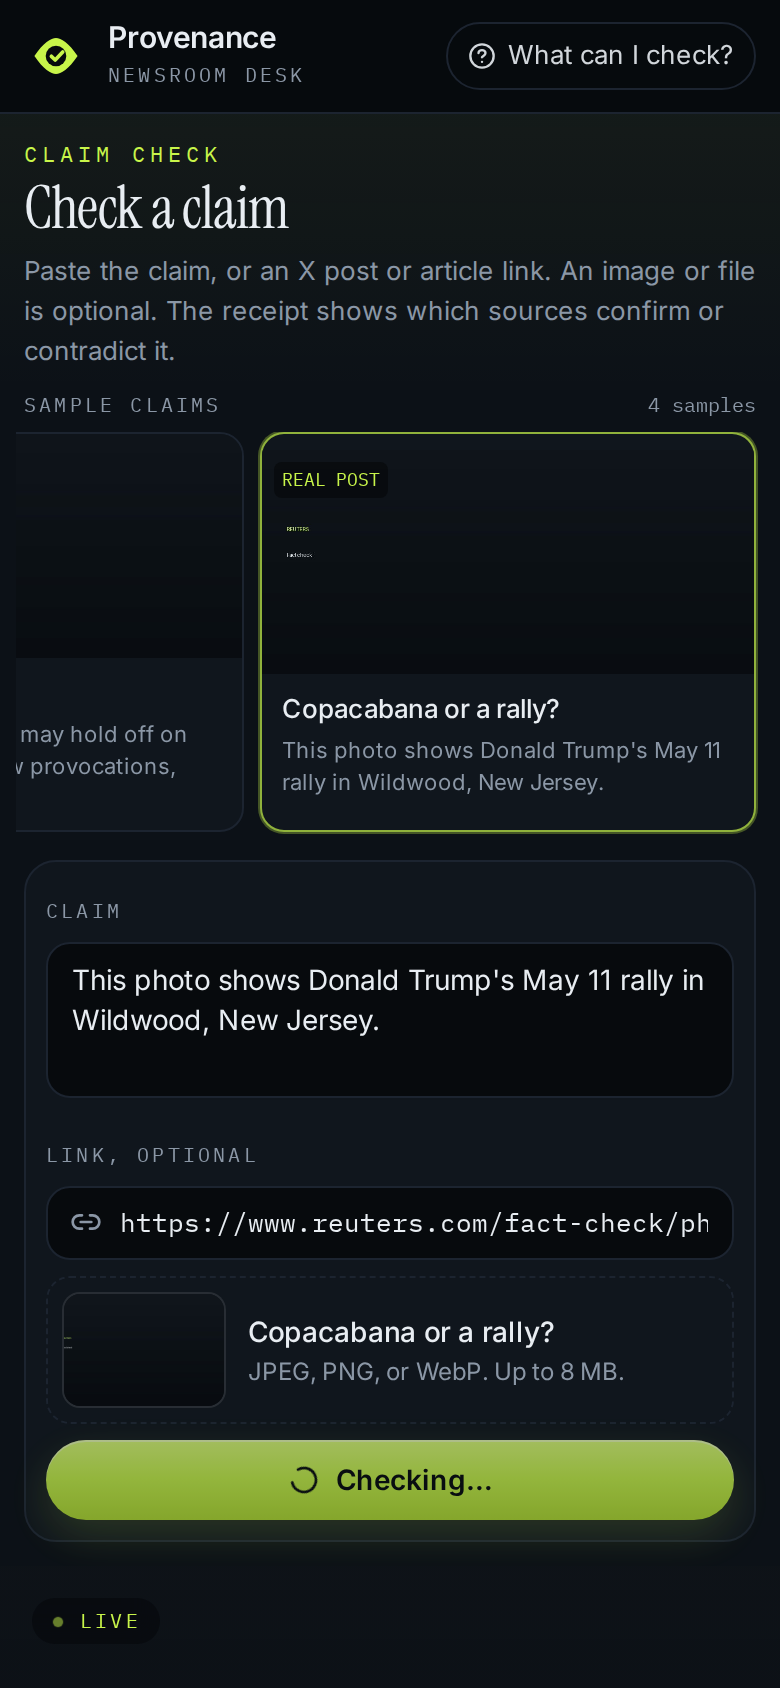 Provenance
NEWSROOM DESK
What can I check?
CLAIM CHECK
Check a claim
Paste the claim, or an X post or article link. An image or file
is optional. The receipt shows which sources confirm or
contradict it.
SAMPLE CLAIMS
4 samples
may hold off on
provocations,
REAL POST
REUTERS
Fact check
Copacabana or a rally?
This photo shows Donald Trump's May 11
rally in Wildwood, New Jersey.
CLAIM
This photo shows Donald Trump's May 11 rally in
Wildwood, New Jersey.
LINK, OPTIONAL
https://www.reuters.com/fact-check/ph
Copacabana or a rally?
JPEG, PNG, or WebP. Up to 8 MB.
Checking...
LIVE